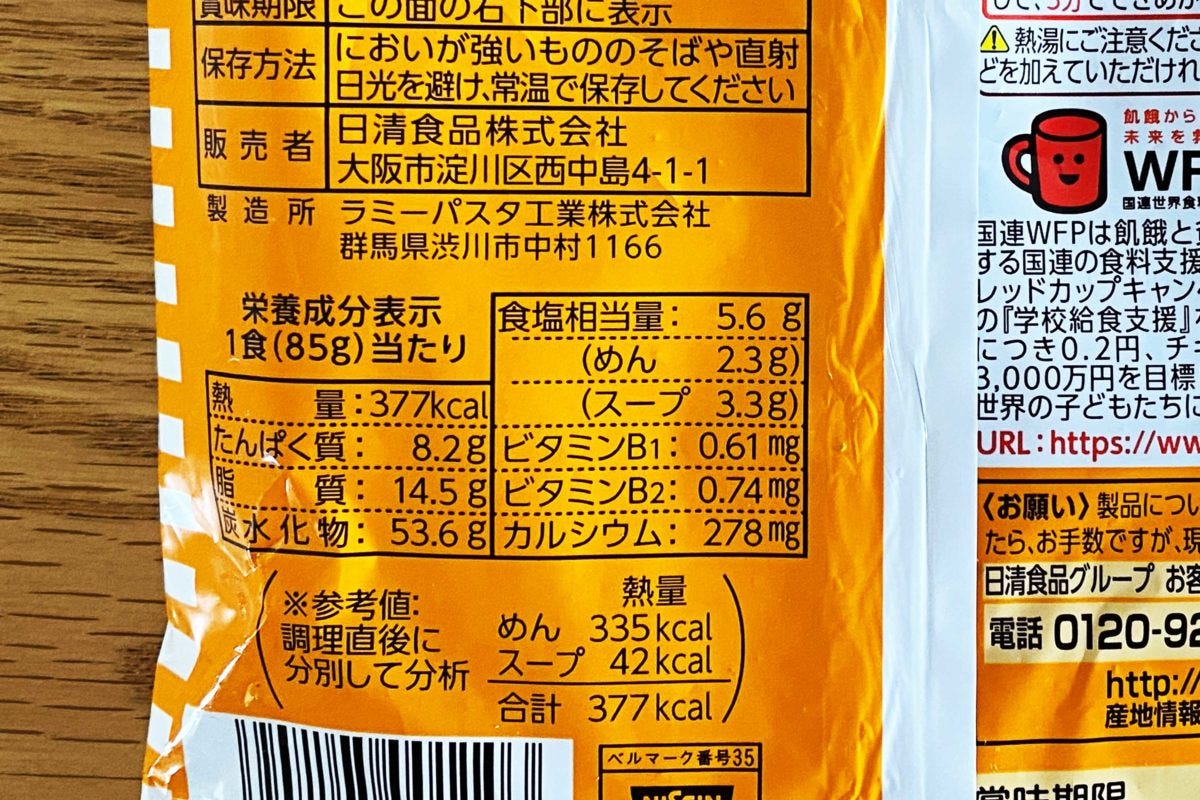 賞味期限 この面の右下部に表示
保存方法 においが強いもののそばや直射
日光を避け、常温で保存してください
販売者 日清食品株式会社
大阪市淀川区西中島4-1-1
製造所 ラミーパスタ工業株式会社
群馬県渋川市中村1166
栄養成分表示
1食(85g)当たり
熱量:377kcal
たんぱく質: 8.2g
脂質: 14.5g
炭水化物: 53.6g
食塩相当量: 5.6g
(めん 2.3g)
(スープ 3.3g)
ビタミンB1: 0.61mg
ビタミンB2: 0.74mg
カルシウム: 278mg
※参考値:
調理直後に
分別して分析
熱量
めん 335kcal
スープ 42kcal
合計 377kcal
ベルマーク番号35
NISSIN
熱湯にご注意くださ
どを加えていただけれ
飢餓から
未来を
WFP
国連世界食
国連WFPは飢餓と
する国連の食料支援
レッドカップキャン
の『学校給食支援』
につき0.2円、チ
3,000万円を目標
世界の子どもたちに
URL:https://ww
〈お願い〉製品につい
たら、お手数ですが、現
日清食品グループ お客
電話 0120-92
http://
産地情報
賞味期限